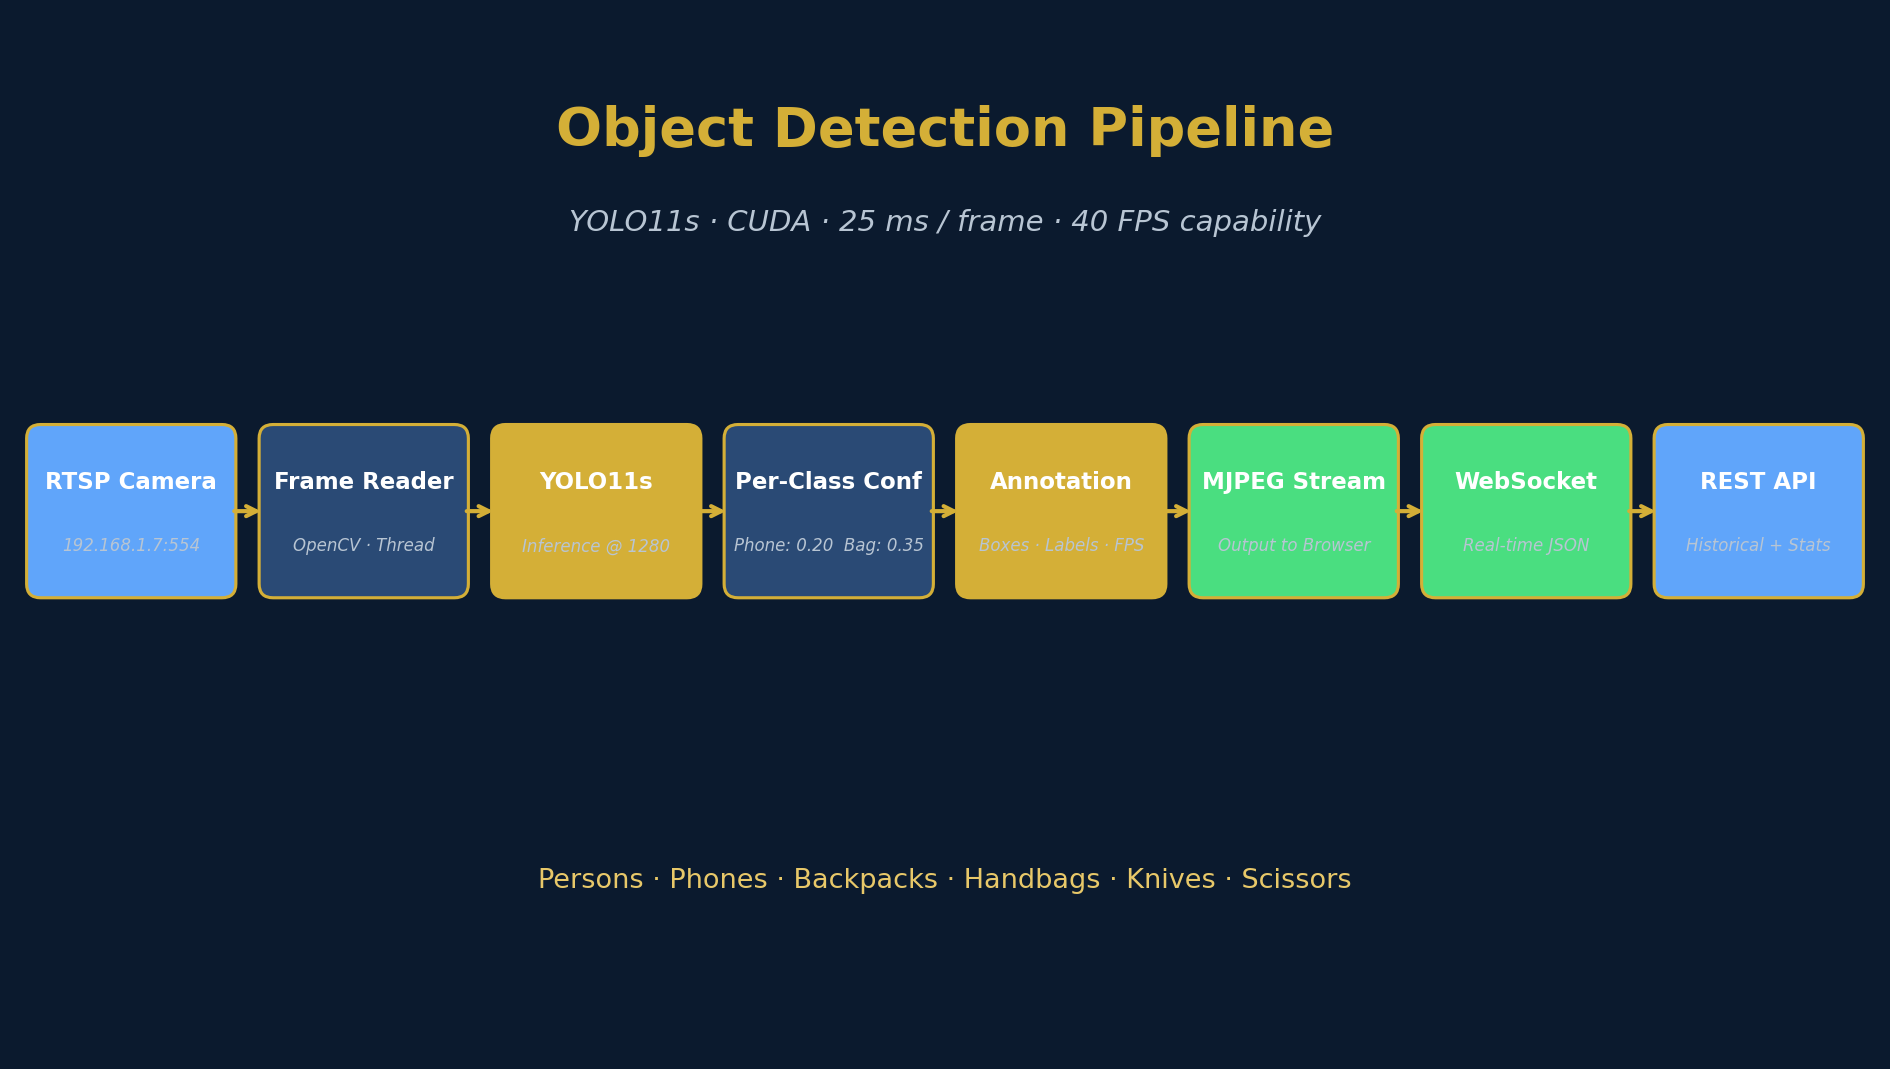 Object Detection Pipeline
YOLO11s · CUDA · 25 ms / frame · 40 FPS capability
RTSP Camera
192.168.1.7:554
Frame Reader
OpenCV · Thread
YOLO11s
Inference @ 1280
Per-Class Conf
Phone: 0.20  Bag: 0.35
Annotation
Boxes · Labels · FPS
MJPEG Stream
Output to Browser
WebSocket
Real-time JSON
REST API
Historical + Stats
Persons · Phones · Backpacks · Handbags · Knives · Scissors